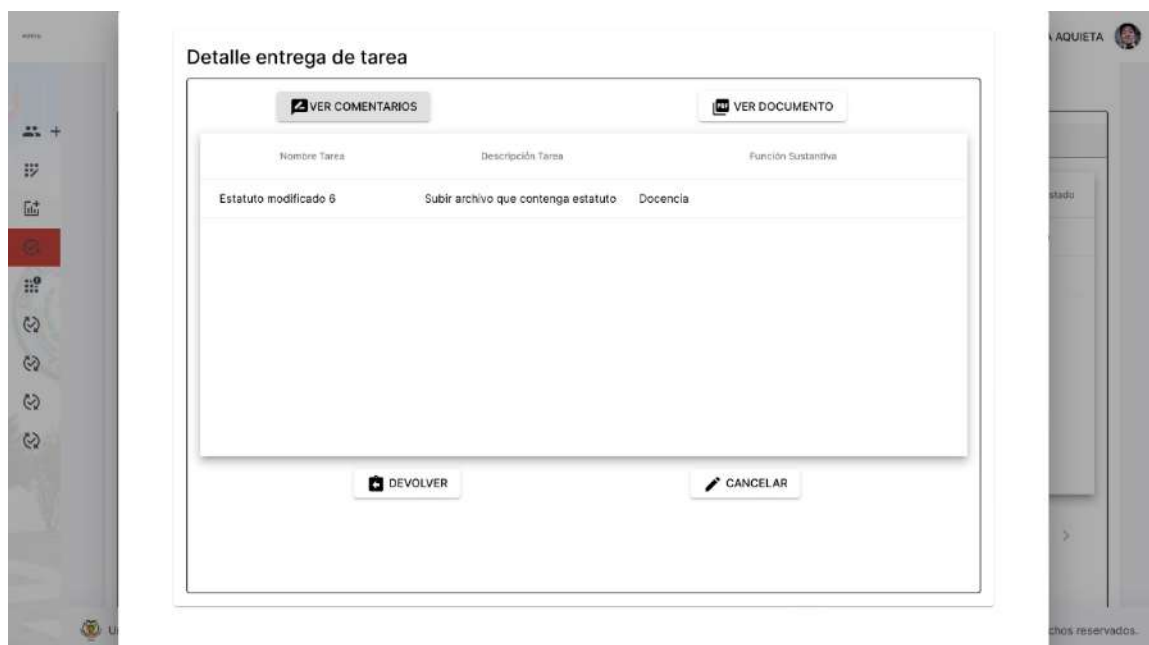 AQUIETA
Detalle entrega de tarea
VER COMENTARIOS
PDF VER DOCUMENTO
Nombre Tarea Descripción Tarea Función Sustantiva
stado
Estatuto modificado 6 Subir archivo que contenga estatuto Docencia
DEVOLVER CANCELAR
U
chos reservados.